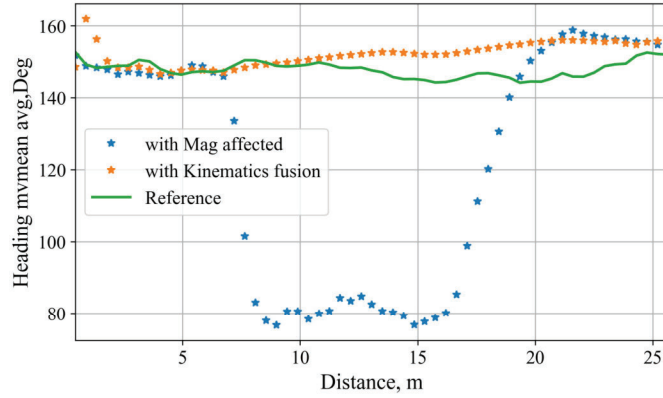 160
140
120
100
80
Heading mvmean avg,Deg
with Mag affected
with Kinematics fusion
Reference
5
10
15
20
25
Distance, m